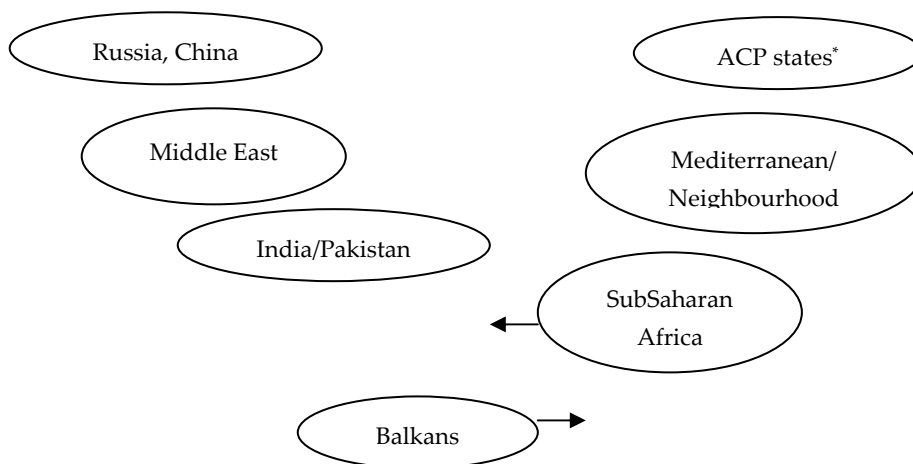 Russia, China
ACP states*
Middle East
Mediterranean/
Neighbourhood
India/Pakistan
SubSaharan
Africa
Balkans